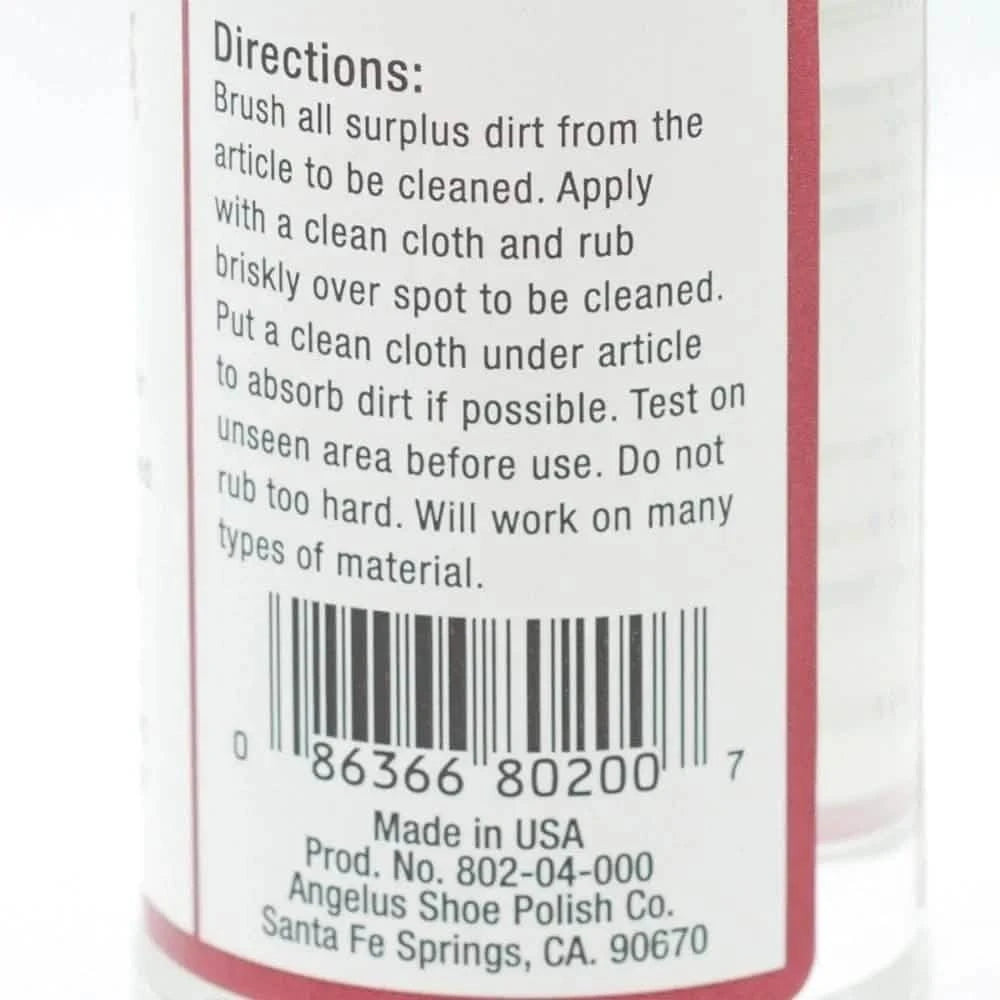 Directions:
Brush all surplus dirt from the
article to be cleaned. Apply
with a clean cloth and rub
briskly over spot to be cleaned.
Put a clean cloth under article
to absorb dirt if possible. Test on
unseen area before use. Do not
rub too hard. Will work on many
types of material.
0 86366 80200 7
Made in USA
Prod. No. 802-04-000
Angelus Shoe Polish Co.
Santa Fe Springs, CA. 90670